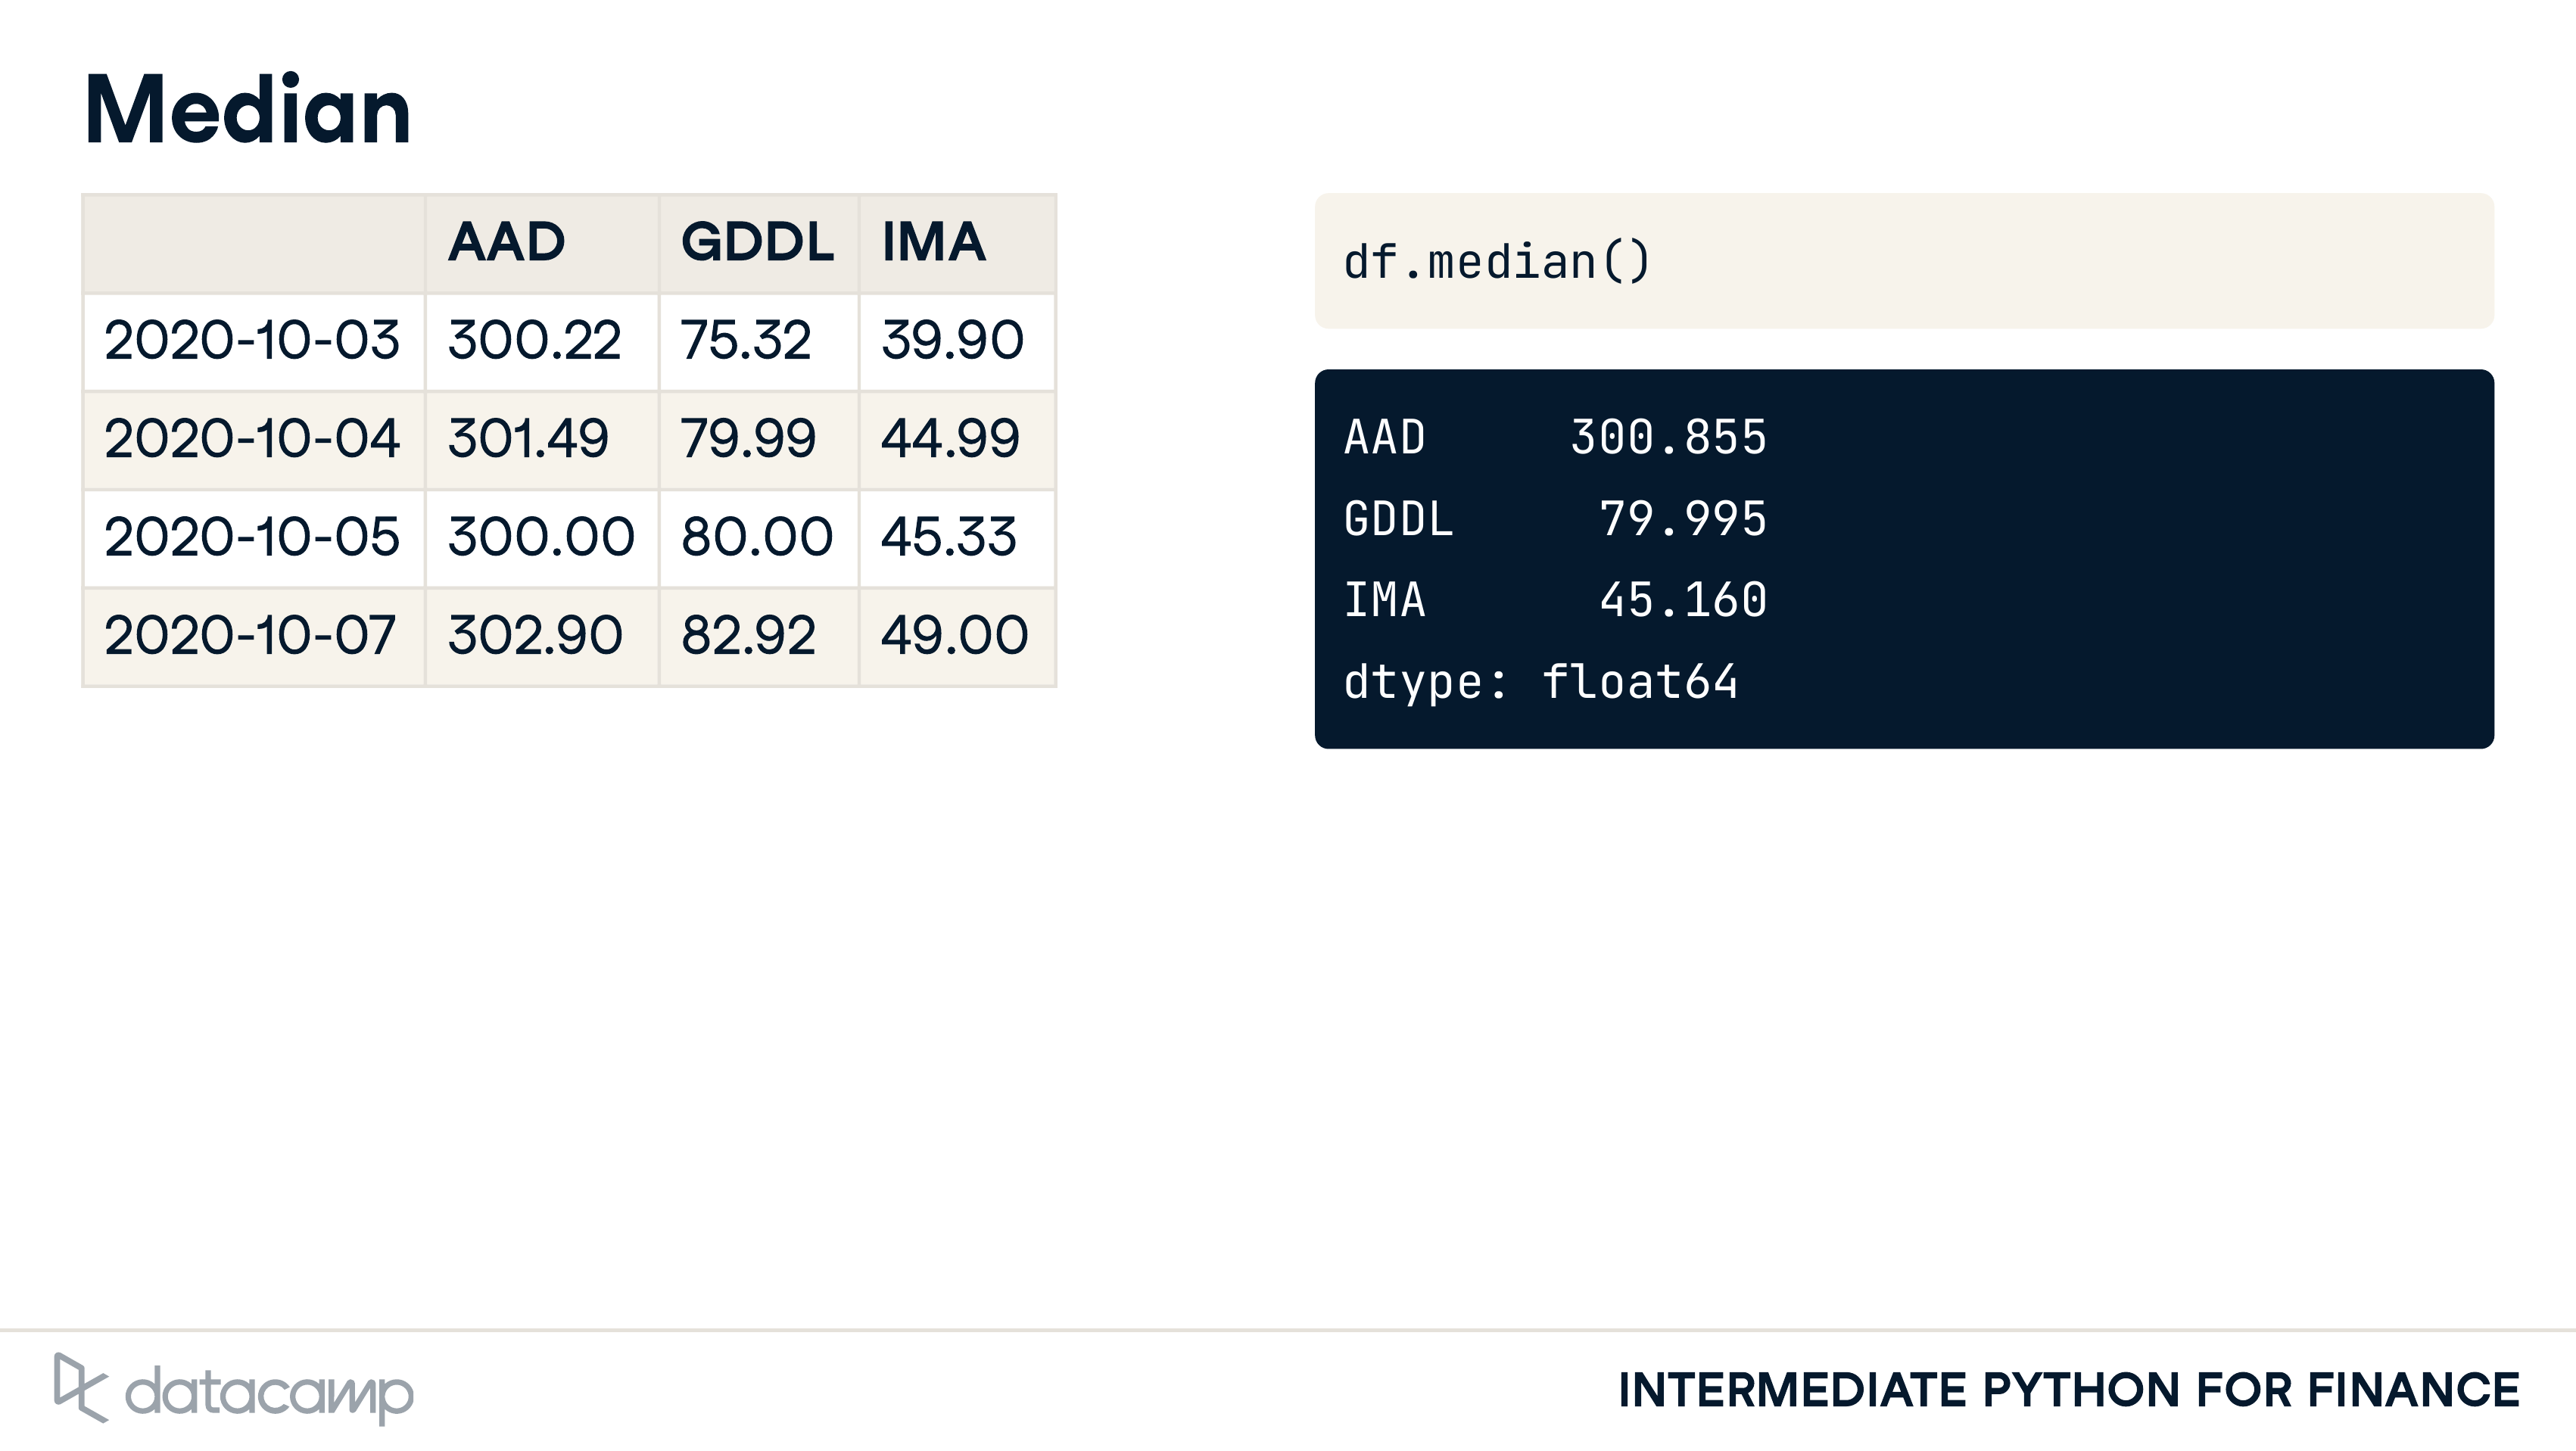 Median
AAD GDDL IMA
2020-10-03 300.22 75.32 39.90
2020-10-04 301.49 79.99 44.99
2020-10-05 300.00 80.00 45.33
2020-10-07 302.90 82.92 49.00
df.median()
AAD 300.855
GDDL 79.995
IMA 45.160
dtype: float64
datacamp
INTERMEDIATE PYTHON FOR FINANCE